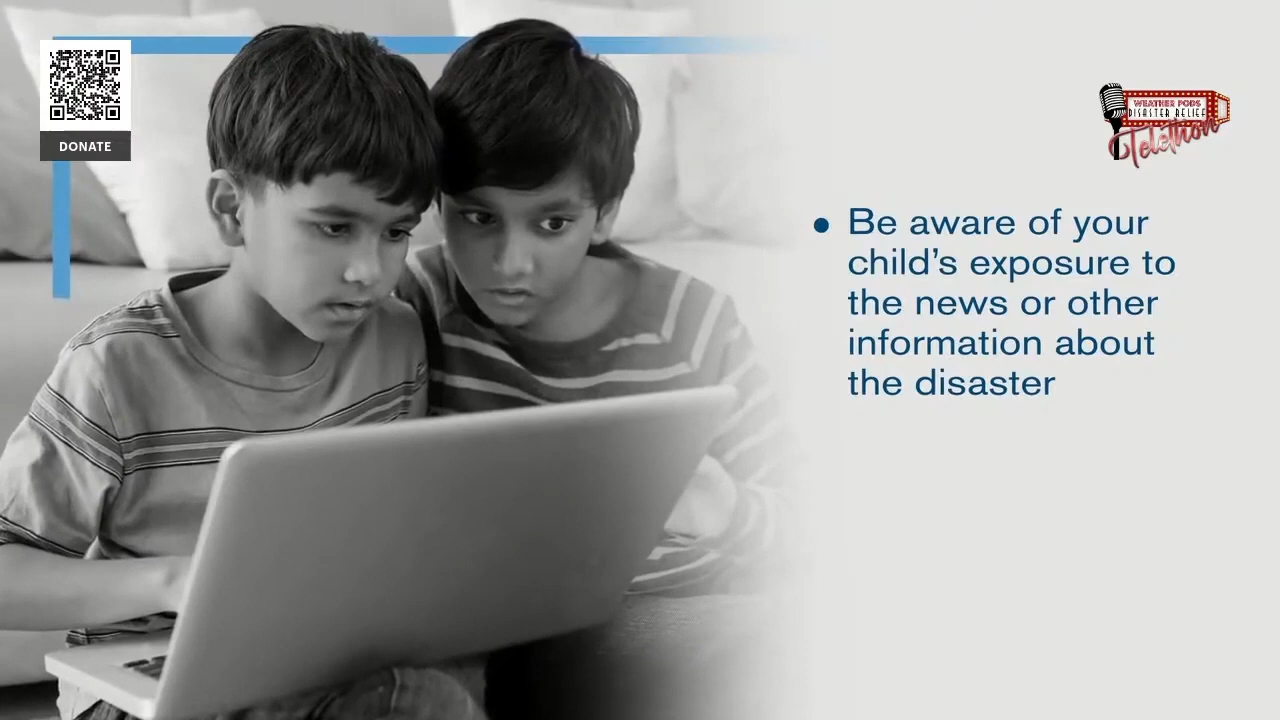 DONATE
WEATHER PODS
DISASTER RELIEF
Telethon
Be aware of your
child's exposure to
the news or other
information about
the disaster